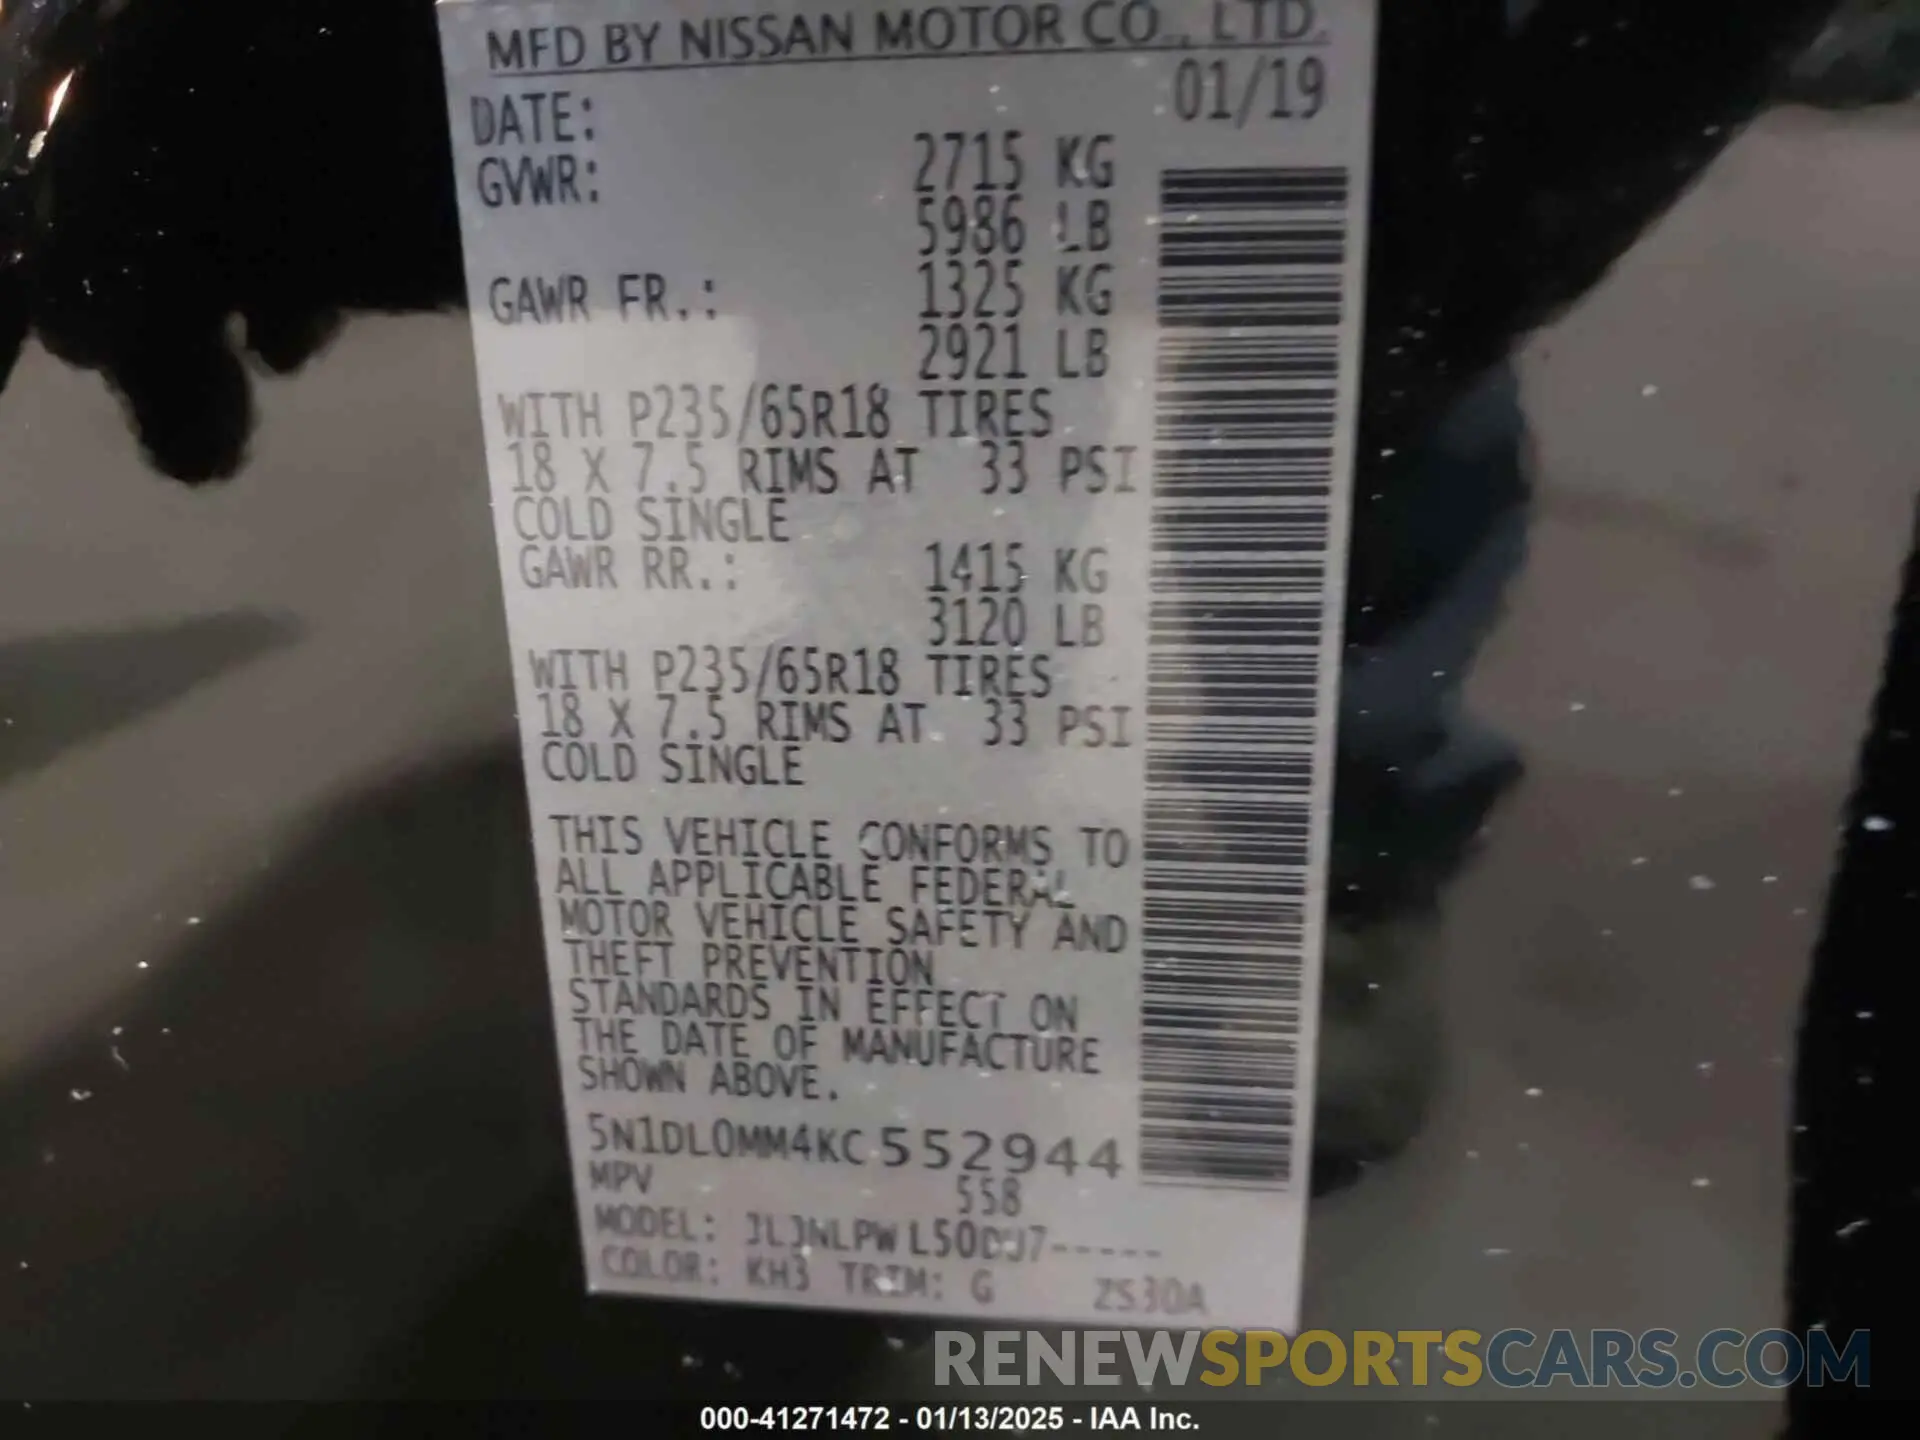 MFD BY NISSAN MOTOR CO., LTD.
DATE: 01/19
GVWR: 2715 KG
5986 LB
GAWR FR.: 1325 KG
2921 LB
WITH P235/65R18 TIRES
18 X 7.5 RIMS AT 33 PSI
COLD SINGLE
GAWR RR.: 1415 KG
3120 LB
WITH P235/65R18 TIRES
18 X 7.5 RIMS AT 33 PSI
COLD SINGLE
THIS VEHICLE CONFORMS TO
ALL APPLICABLE FEDERAL
MOTOR VEHICLE SAFETY AND
THEFT PREVENTION
STANDARDS IN EFFECT ON
THE DATE OF MANUFACTURE
SHOWN ABOVE.
5N1DL0MM4KC552944
MPV 558
MODEL:
COLOR: KH3 TRIM: G ZS30A
RENEWSPORTSCARS.COM
000-41271472 - 01/13/2025 - IAA Inc.